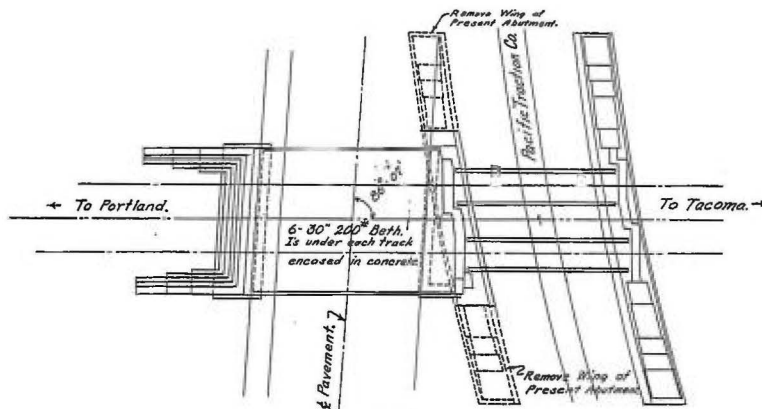 Remove Wing of
Present Abutment.
Pacific Traction Co.
← To Portland.
To Tacoma. →
6-30" 200# Beth.
Is under each track
encased in concrete
℄ Pavement.
Remove Wing of
Present Abutment.